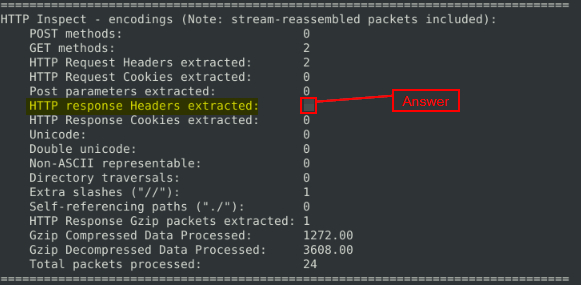 ================================================================
HTTP Inspect - encodings (Note: stream-reassembled packets included):
POST methods: 0
GET methods: 2
HTTP Request Headers extracted: 2
HTTP Request Cookies extracted: 0
Post parameters extracted: 0
HTTP response Headers extracted: Answer
HTTP Response Cookies extracted: 0
Unicode: 0
Double unicode: 0
Non-ASCII representable: 0
Directory traversals: 0
Extra slashes ("//"): 1
Self-referencing paths ("./"): 0
HTTP Response Gzip packets extracted: 1
Gzip Compressed Data Processed: 1272.00
Gzip Decompressed Data Processed: 3608.00
Total packets processed: 24
================================================================